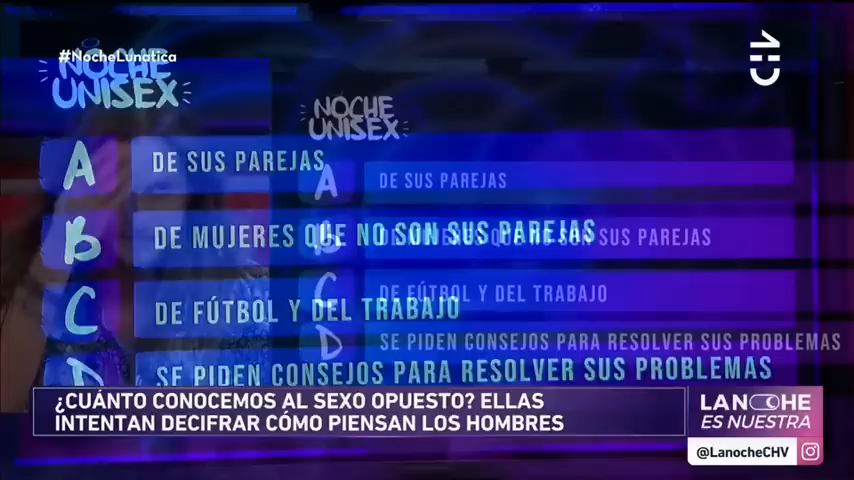 #NocheLunática
NOCHE
UNISEX
CHV
NOCHE
UNISEX
A
DE SUS PAREJAS
A
DE SUS PAREJAS
B
DE MUJERES QUE NO SON SUS PAREJAS
SUS PAREJAS
C
DE FÚTBOL Y DEL TRABAJO
C
DE FÚTBOL Y DEL TRABAJO
D
SE PIDEN CONSEJOS PARA RESOLVER SUS PROBLEMAS
D
SE PIDEN CONSEJOS PARA RESOLVER SUS PROBLEMAS
¿CUÁNTO CONOCEMOS AL SEXO OPUESTO? ELLAS
INTENTAN DECIFRAR CÓMO PIENSAN LOS HOMBRES
LA NOCHE
ES NUESTRA
@LanocheCHV